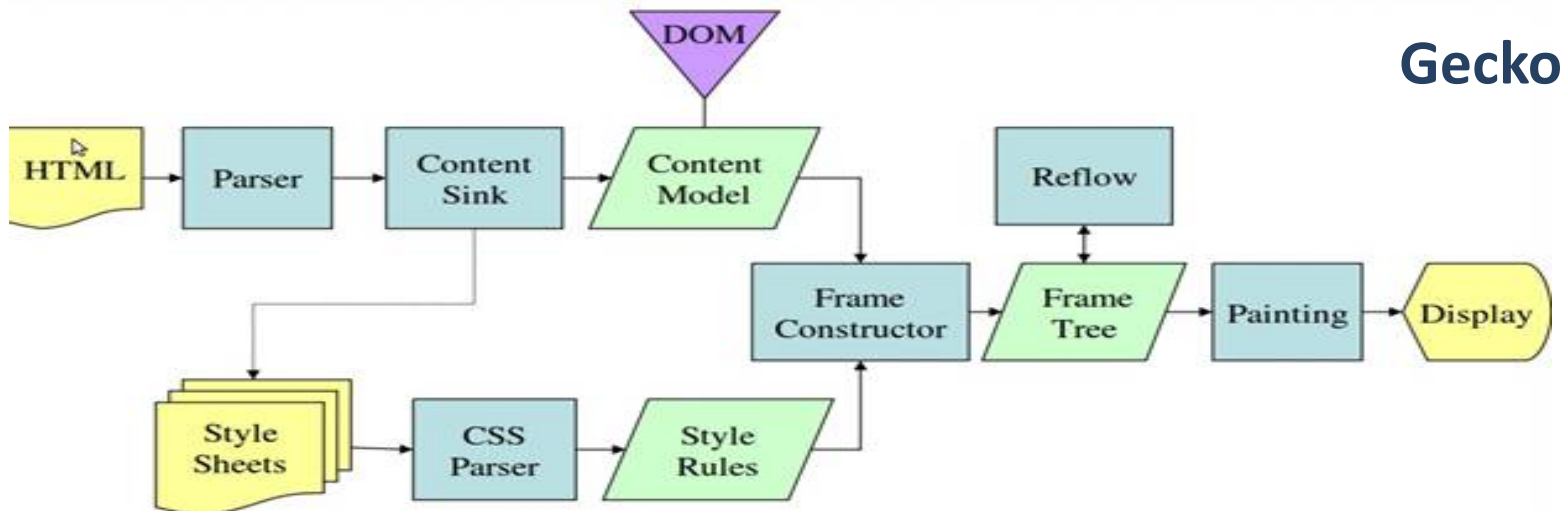 DOM
Gecko
HTML
Parser
Content
Sink
Content
Model
Reflow
Frame
Constructor
Frame
Tree
Painting
Display
Style
Sheets
CSS
Parser
Style
Rules